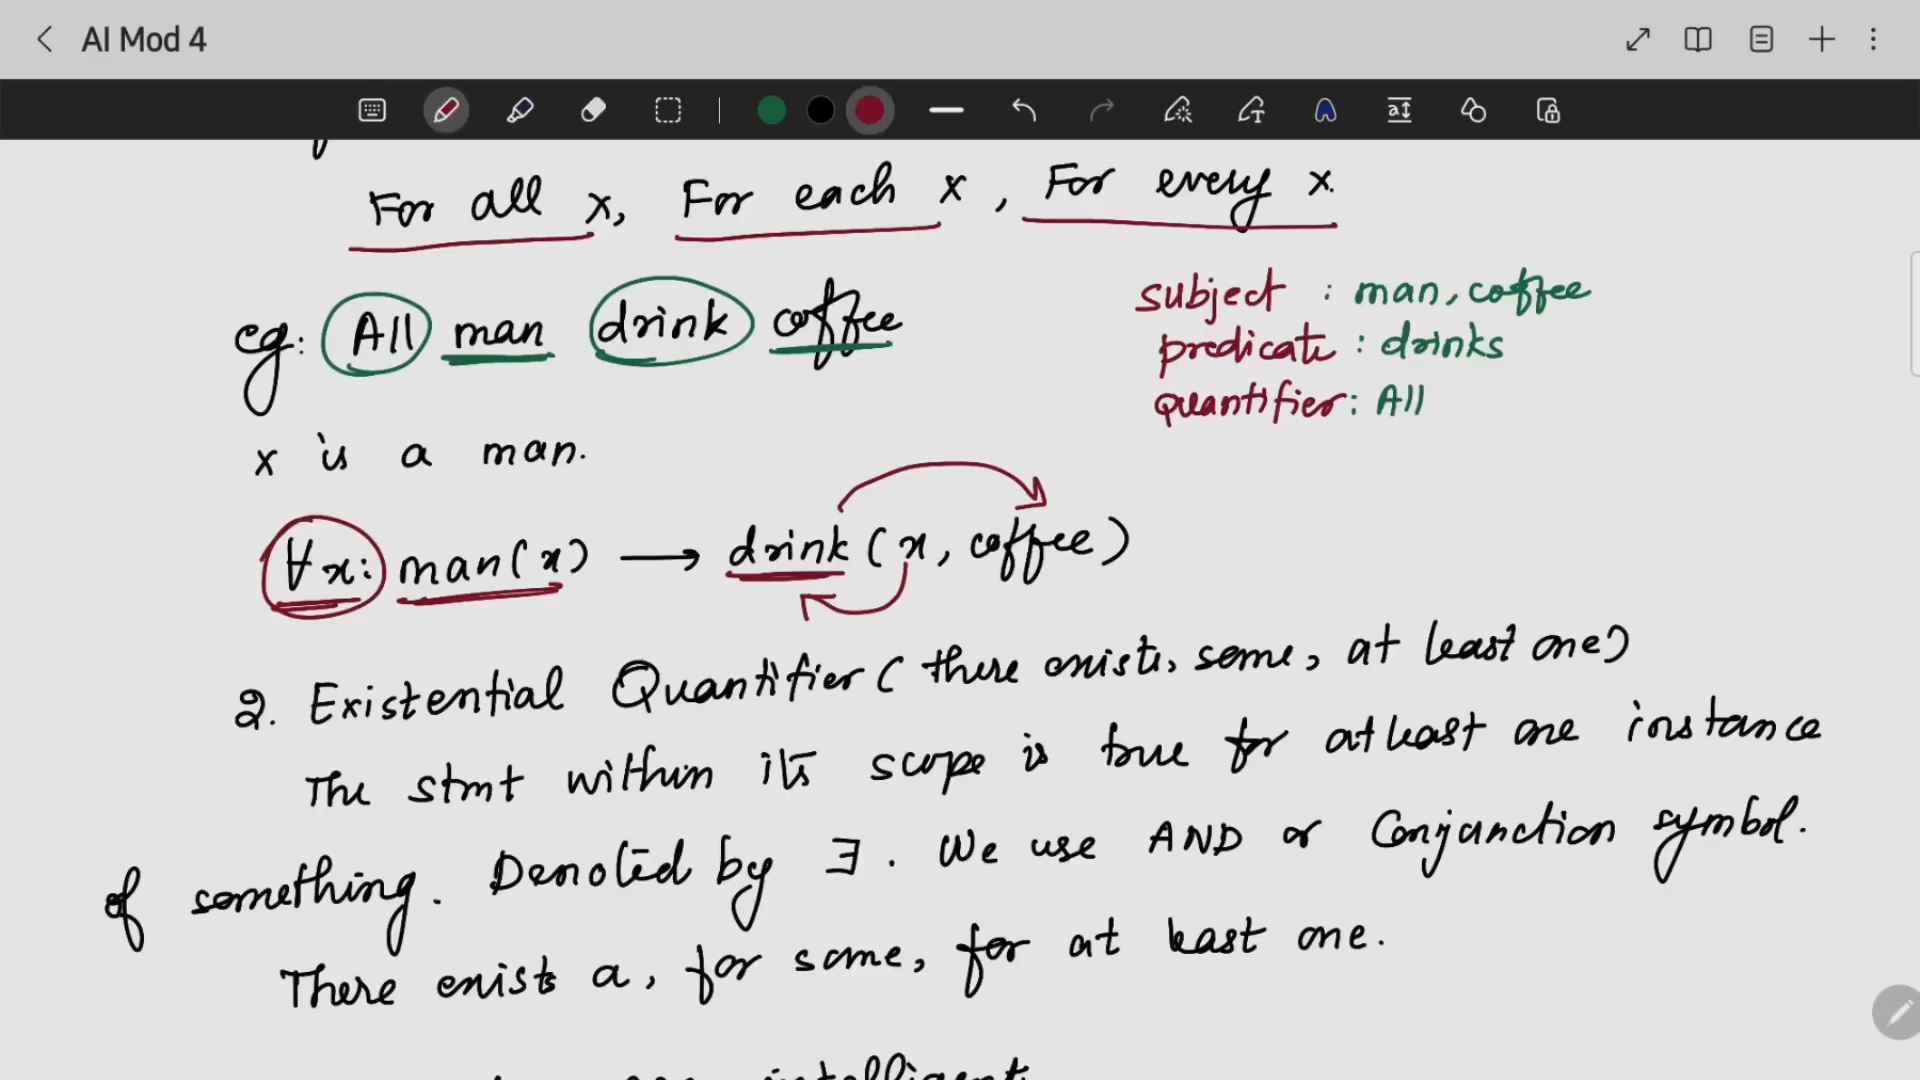 AI Mod 4
For all x, For each x, For every x.
eg: All man drink coffee
subject : man, coffee
predicate : drinks
quantifier : All
x is a man.
∀x: man(x) → drink (x, coffee)
2. Existential Quantifier ( there exists, some, at least one)
The stmt within its scope is true for atleast one instance
of something. Denoted by ∃. We use AND or Conjunction symbol.
There exists a, for some, for at least one.
intelligent.